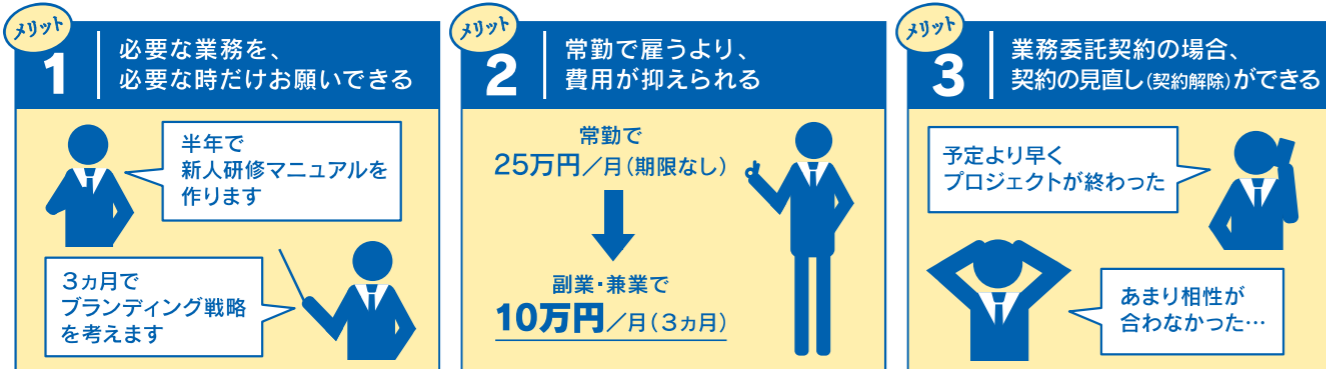 メリット
1
必要な業務を、
必要な時だけお願いできる
半年で
新人研修マニュアルを
作ります
3ヵ月で
ブランディング戦略
を考えます
メリット
2
常勤で雇うより、
費用が抑えられる
常勤で
25万円／月（期限なし）
副業・兼業で
10万円／月（3ヵ月）
メリット
3
業務委託契約の場合、
契約の見直し（契約解除）ができる
予定より早く
プロジェクトが終わった
あまり相性が
合わなかった…